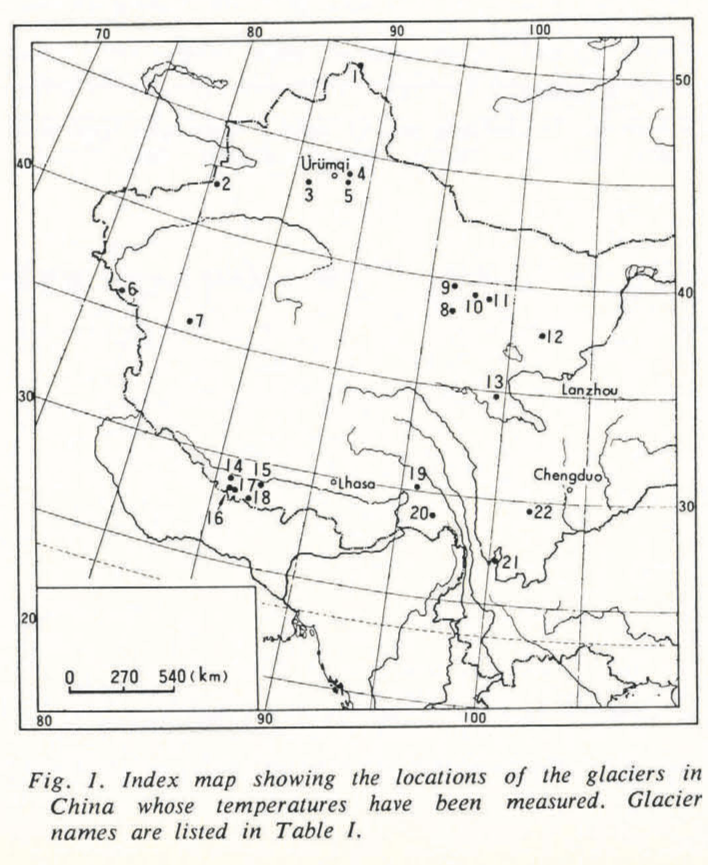 70 80 90 100
50
1
40
Ürümqi
4
2
3 5
6
7
9
10 11
8
40
12
13
Lanzhou
30
14 15
17
18
16
Lhasa
19
20
Chengduo
22
30
21
20
0 270 540 (km)
80 90 100
Fig. 1. Index map showing the locations of the glaciers in
China whose temperatures have been measured. Glacier
names are listed in Table I.